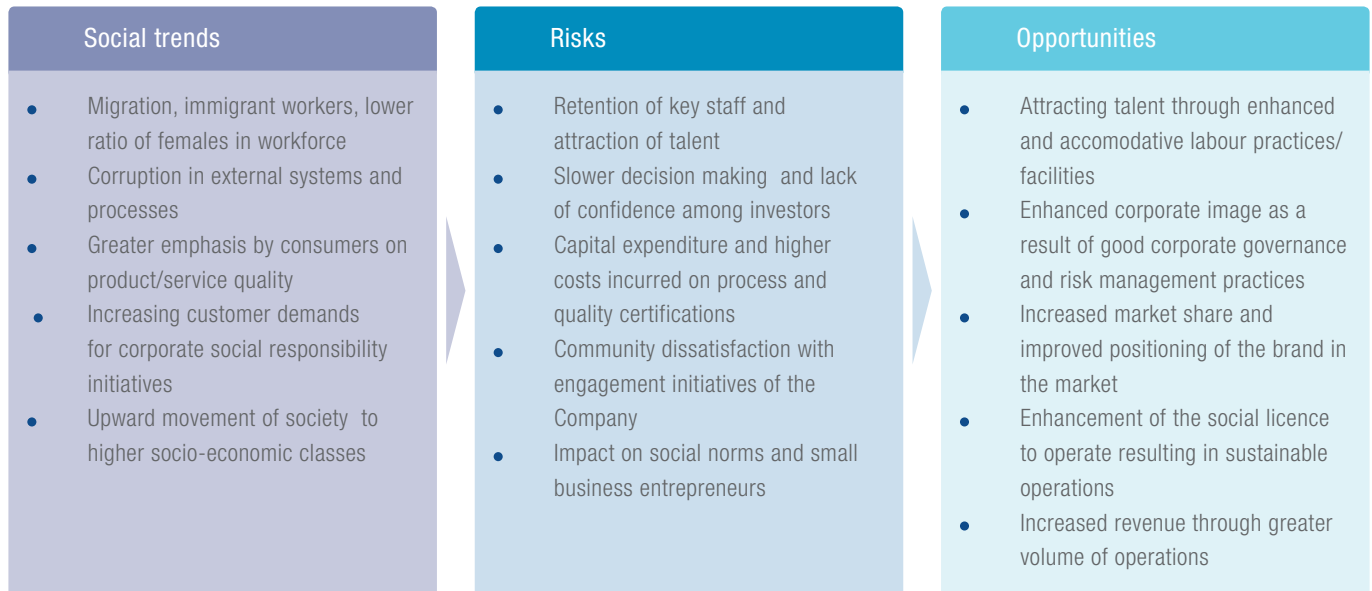 Social trends
Migration, immigrant workers, lower
ratio of females in workforce
Corruption in external systems and
processes
Greater emphasis by consumers on
product/service quality
Increasing customer demands
for corporate social responsibility
initiatives
Upward movement of society  to
higher socio-economic classes
Risks
Retention of key staff and
attraction of talent
Slower decision making  and lack
of confidence among investors
Capital expenditure and higher
costs incurred on process and
quality certifications
Community dissatisfaction with
engagement initiatives of the
Company
Impact on social norms and small
business entrepreneurs
Opportunities
Attracting talent through enhanced
and accomodative labour practices/
facilities
Enhanced corporate image as a
result of good corporate governance
and risk management practices
Increased market share and
improved positioning of the brand in
the market
Enhancement of the social licence
to operate resulting in sustainable
operations
Increased revenue through greater
volume of operations